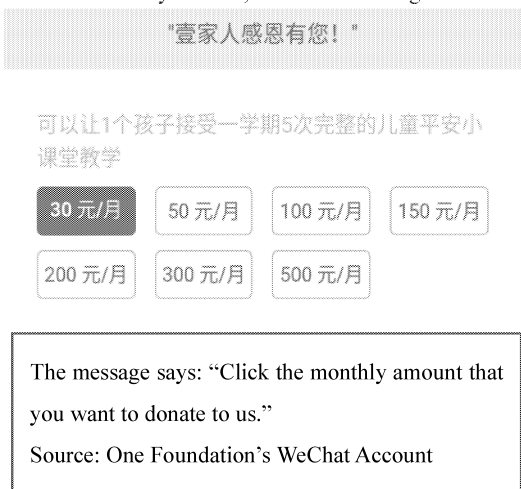 "壹家人感恩有您！"
可以让1个孩子接受一学期5次完整的儿童平安小
课堂教学
30 元/月 50 元/月 100 元/月 150 元/月
200 元/月 300 元/月 500 元/月
The message says: “Click the monthly amount that
you want to donate to us.”
Source: One Foundation’s WeChat Account